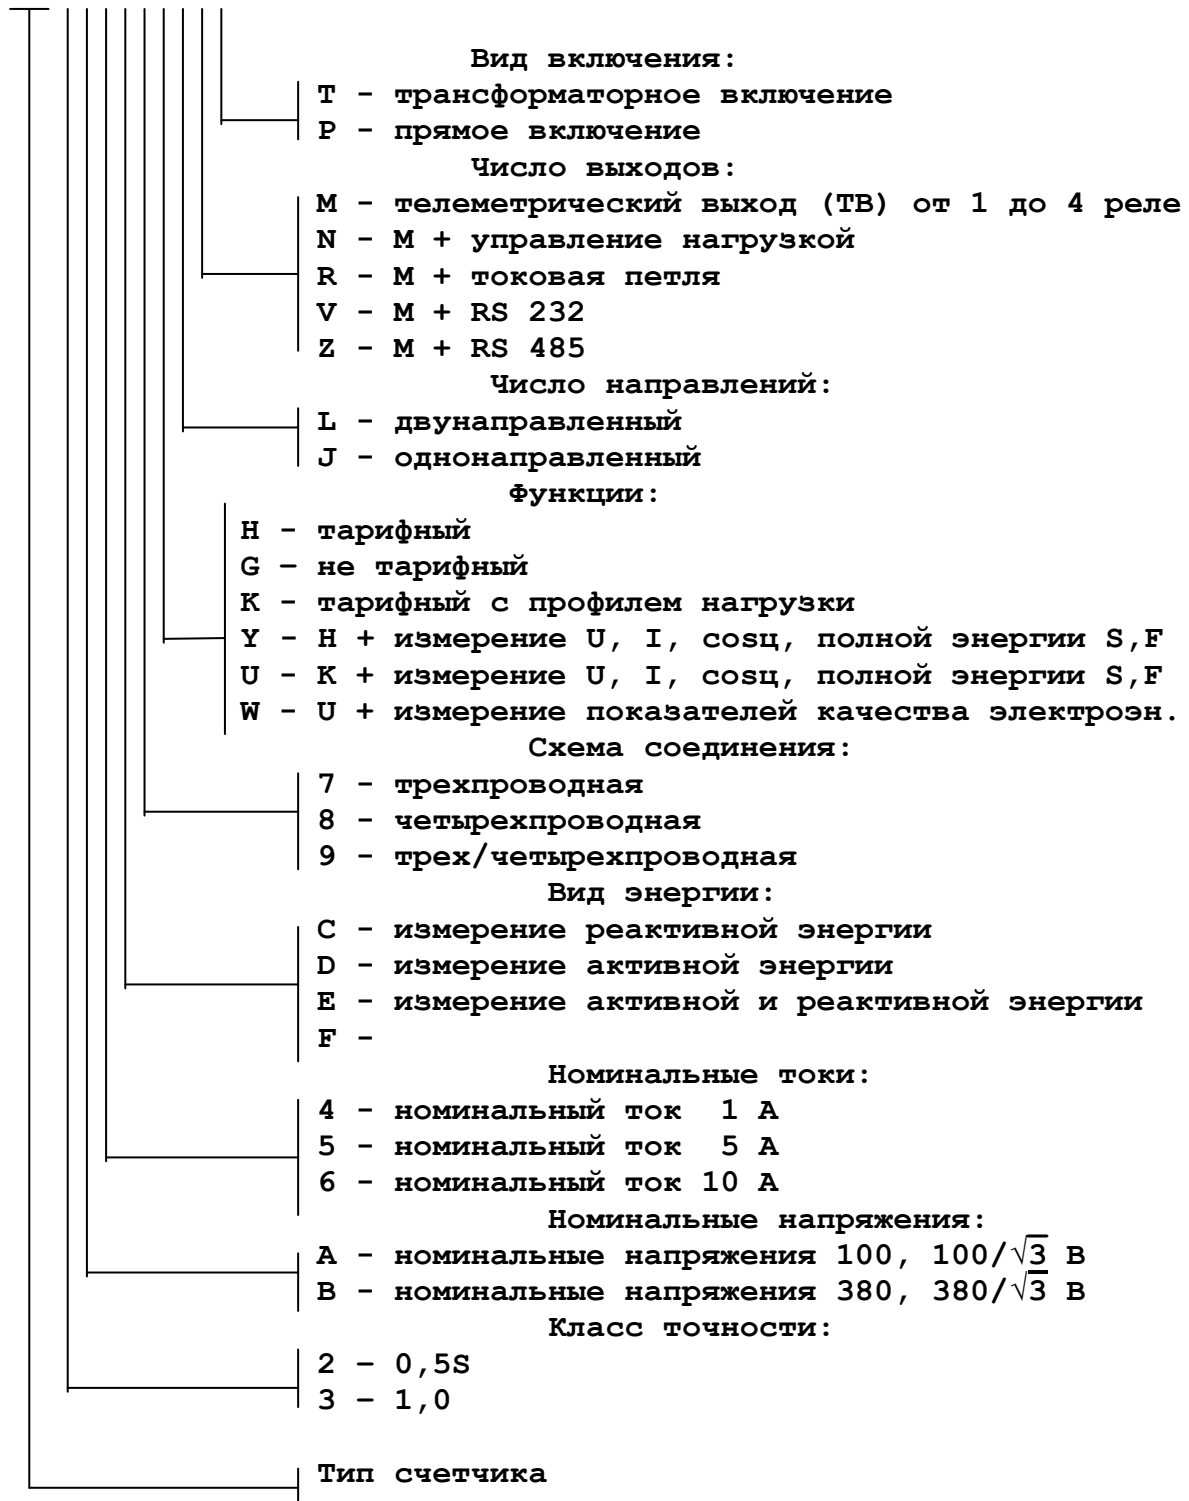 Вид включения:
T - трансформаторное включение
P - прямое включение
Число выходов:
M - телеметрический выход (ТВ) от 1 до 4 реле
N - M + управление нагрузкой
R - M + токовая петля
V - M + RS 232
Z - M + RS 485
Число направлений:
L - двунаправленный
J - однонаправленный
Функции:
H - тарифный
G – не тарифный
K - тарифный с профилем нагрузки
Y - H + измерение U, I, cosц, полной энергии S,F
U - K + измерение U, I, cosц, полной энергии S,F
W - U + измерение показателей качества электроэн.
Схема соединения:
7 - трехпроводная
8 - четырехпроводная
9 - трех/четырехпроводная
Вид энергии:
C - измерение реактивной энергии
D - измерение активной энергии
E - измерение активной и реактивной энергии
F -
Номинальные токи:
4 - номинальный ток 1 А
5 - номинальный ток 5 А
6 - номинальный ток 10 А
Номинальные напряжения:
A - номинальные напряжения 100, 100/√3 В
B - номинальные напряжения 380, 380/√3 В
Класс точности:
2 – 0,5S
3 – 1,0
Тип счетчика